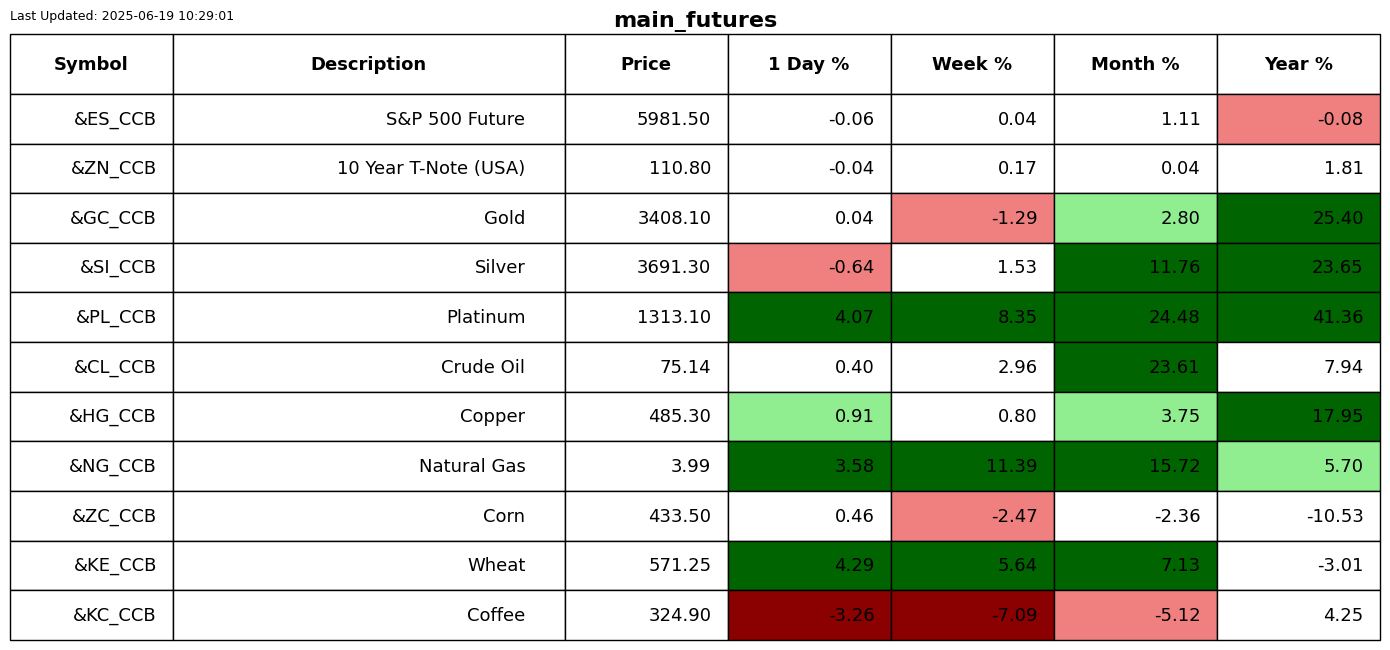 Last Updated: 2025-06-19 10:29:01
main_futures
Symbol Description Price 1 Day % Week % Month % Year %
&ES_CCB S&P 500 Future 5981.50 -0.06 0.04 1.11 -0.08
&ZN_CCB 10 Year T-Note (USA) 110.80 -0.04 0.17 0.04 1.81
&GC_CCB Gold 3408.10 0.04 -1.29 2.80 25.40
&SI_CCB Silver 3691.30 -0.64 1.53 11.76 23.65
&PL_CCB Platinum 1313.10 4.07 8.35 24.48 41.36
&CL_CCB Crude Oil 75.14 0.40 2.96 23.61 7.94
&HG_CCB Copper 485.30 0.91 0.80 3.75 17.95
&NG_CCB Natural Gas 3.99 3.58 11.39 15.72 5.70
&ZC_CCB Corn 433.50 0.46 -2.47 -2.36 -10.53
&KE_CCB Wheat 571.25 4.29 5.64 7.13 -3.01
&KC_CCB Coffee 324.90 -3.26 -7.09 -5.12 4.25